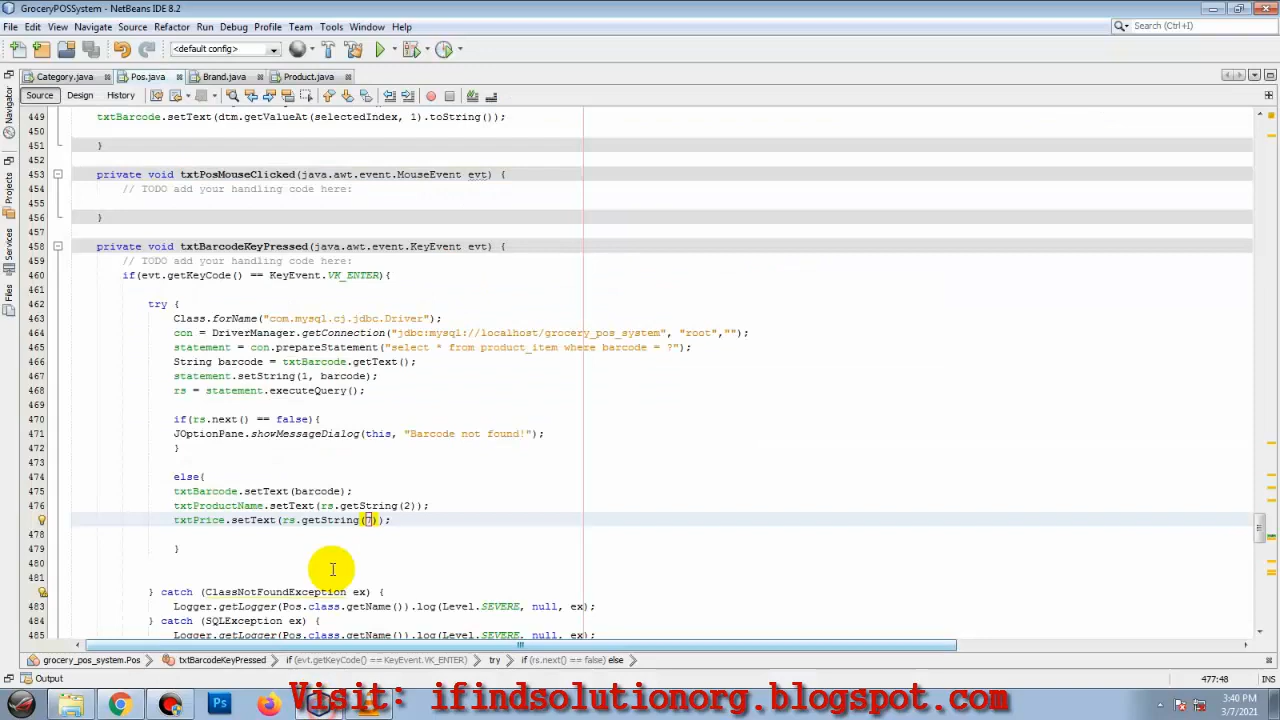 GroceryPOSSystem - NetBeans IDE 8.2
File Edit View Navigate Source Refactor Run Debug Profile Team Tools Window Help
Search (Ctrl+I)
<default config>
Category.java Pos.java Brand.java Product.java
Source Design History
Navigator
Projects
Services
Files
449 txtBarcode.setText(dtm.getValueAt(selectedIndex, 1).toString());
450
451 }
452
453 private void txtPosMouseClicked(java.awt.event.MouseEvent evt) {
454 // TODO add your handling code here:
455
456 }
457
458 private void txtBarcodeKeyPressed(java.awt.event.KeyEvent evt) {
459 // TODO add your handling code here:
460 if(evt.getKeyCode() == KeyEvent.VK_ENTER){
461
462 try {
463 Class.forName("com.mysql.cj.jdbc.Driver");
464 con = DriverManager.getConnection("jdbc:mysql://localhost/grocery_pos_system", "root","");
465 statement = con.prepareStatement("select * from product_item where barcode = ?");
466 String barcode = txtBarcode.getText();
467 statement.setString(1, barcode);
468 rs = statement.executeQuery();
469
470 if(rs.next() == false){
471 JOptionPane.showMessageDialog(this, "Barcode not found!");
472 }
473
474 else{
475 txtBarcode.setText(barcode);
476 txtProductName.setText(rs.getString(2));
txtPrice.setText(rs.getString());
478
479 }
480
481
} catch (ClassNotFoundException ex) {
483 Logger.getLogger(Pos.class.getName()).log(Level.SEVERE, null, ex);
484 } catch (SQLException ex) {
485 Logger.getLogger(Pos.class.getName()).log(Level.SEVERE, null, ex);
grocery_pos_system.Pos txtBarcodeKeyPressed if (evt.getKeyCode() == KeyEvent.VK_ENTER) try if (rs.next() == false) else
Output
477:48 INS
Ps
Visit: ifindsolutionorg blogspot.com
3:40 PM
3/7/2021